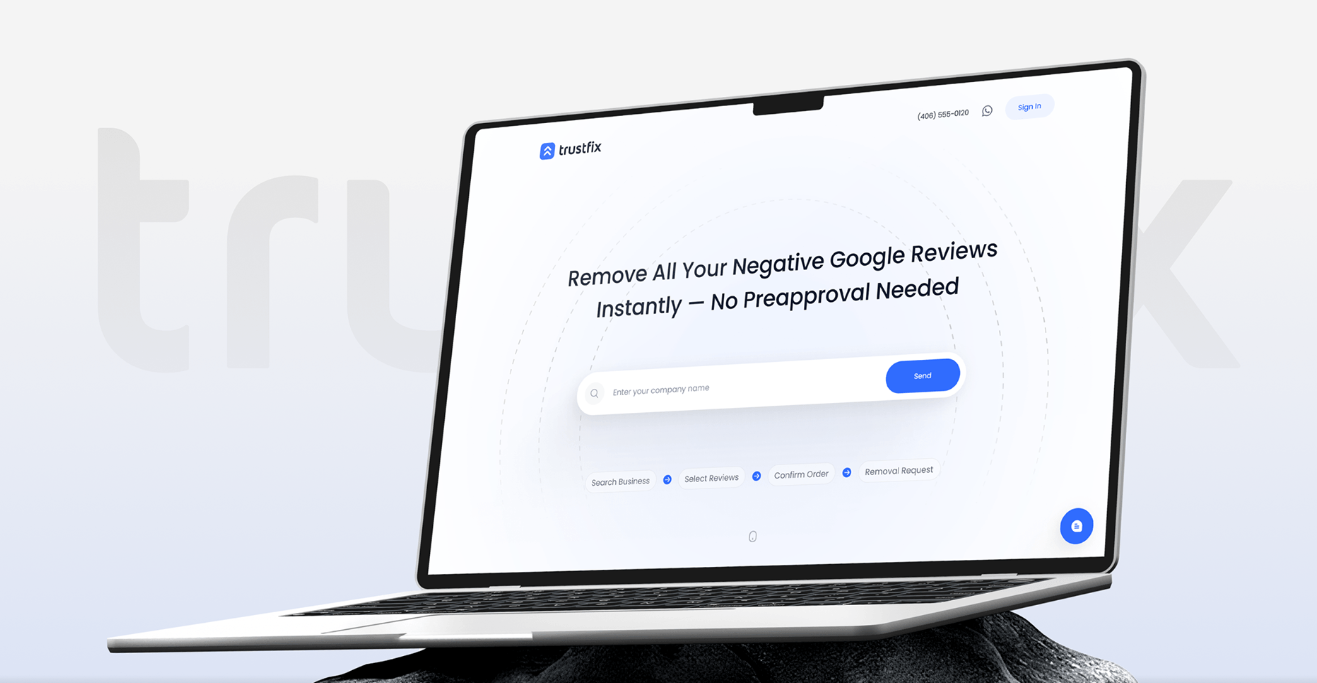 (406) 555-0120
Sign In
trustfix
Remove All Your Negative Google Reviews
Instantly — No Preapproval Needed
Enter your company name
Send
Search Business
Select Reviews
Confirm Order
Removal Request
tru x